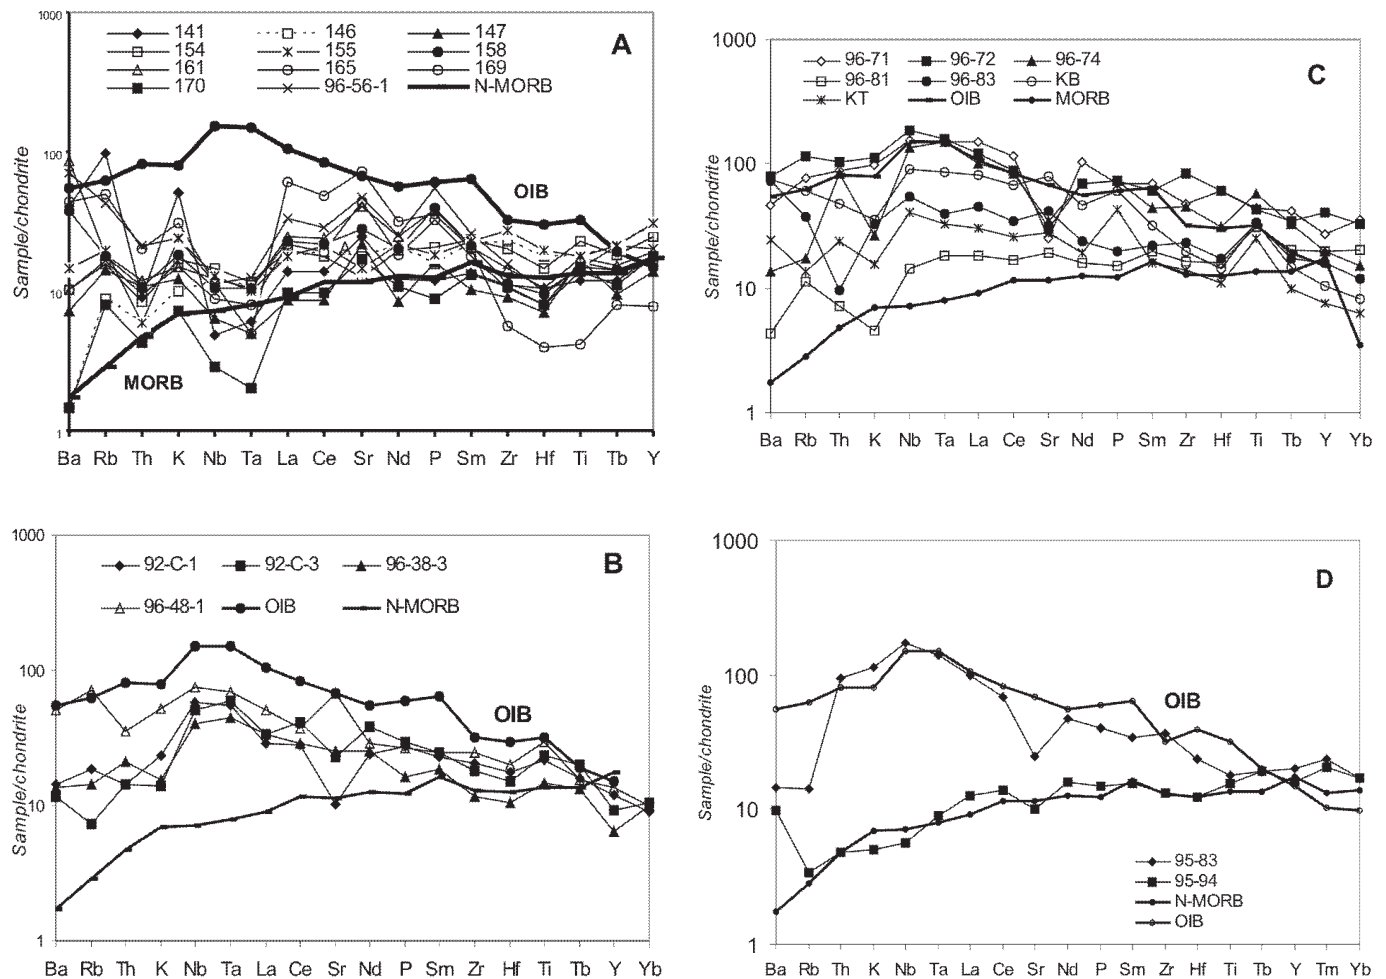 1000
141 146 147
154 155 158
161 165 169
170 96-56-1 N-MORB
A
Sample/chondrite
100
OIB
10
MORB
1
Ba Rb Th K Nb Ta La Ce Sr Nd P Sm Zr Hf Ti Tb Y
1000
96-71 96-72 96-74
96-81 96-83 KB
KT OIB MORB
C
Sample/chondrite
100
10
1
Ba Rb Th K Nb Ta La Ce Sr Nd P Sm Zr Hf Ti Tb Y Yb
1000
92-C-1 92-C-3 96-38-3
96-48-1 OIB N-MORB
B
Sample/chondrite
100
OIB
10
1
Ba Rb Th K Nb Ta La Ce Sr Nd P Sm Zr Hf Ti Tb Y Yb
1000
D
Sample/chondrite
100
OIB
10
95-83
95-94
N-MORB
OIB
1
Ba Rb Th K Nb Ta La Ce Sr Nd P Sm Zr Hf Ti Tb Y Tm Yb